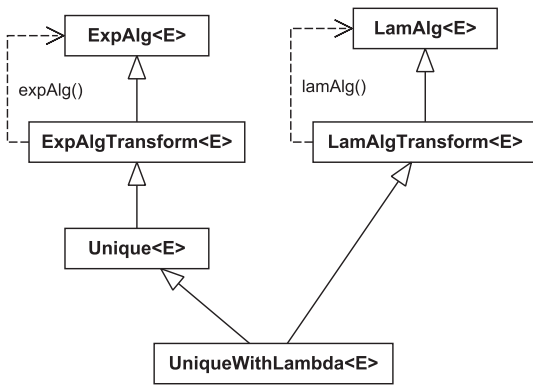 ExpAlg<E>
LamAlg<E>
expAlg()
lamAlg()
ExpAlgTransform<E>
LamAlgTransform<E>
Unique<E>
UniqueWithLambda<E>